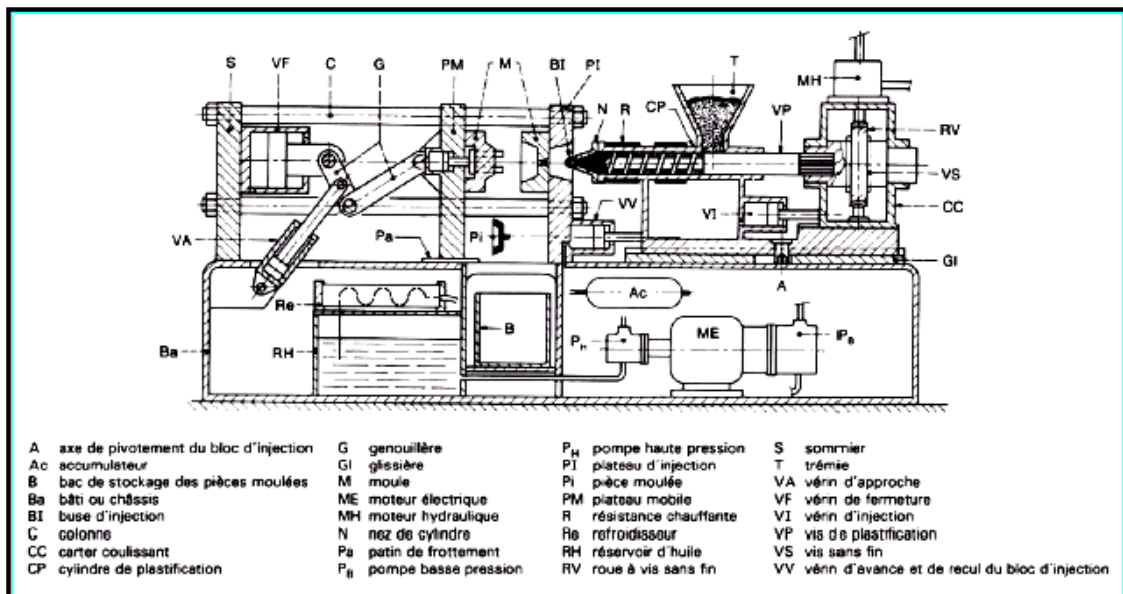 S VF C G PM M BI PI T
MH
N R CP VP
RV
VS
VV VI CC
VA Pa Pi
GI
A
Re Ac
B ME
Ba RH P_H P_B
A axe de pivotement du bloc d'injection
Ac accumulateur
B bac de stockage des pièces moulées
Ba bâti ou châssis
BI buse d'injection
C colonne
CC carter coulissant
CP cylindre de plastification
G genouillère
GI glissière
M moule
ME moteur électrique
MH moteur hydraulique
N nez de cylindre
Pa patin de frottement
P_B pompe basse pression
P_H pompe haute pression
PI plateau d'injection
Pi pièce moulée
PM plateau mobile
R résistance chauffante
Re refroidisseur
RH réservoir d'huile
RV roue à vis sans fin
S sommier
T trémie
VA vérin d'approche
VF vérin de fermeture
VI vérin d'injection
VP vis de plastification
VS vis sans fin
VV vérin d'avance et de recul du bloc d'injection